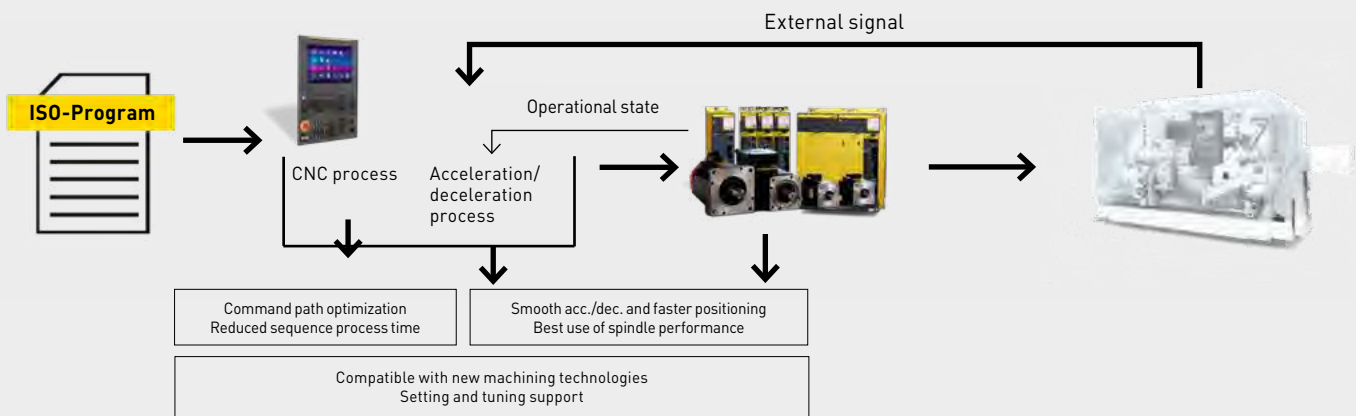 External signal
ISO-Program
Operational state
CNC process
Acceleration/
deceleration
process
Command path optimization
Reduced sequence process time
Smooth acc./dec. and faster positioning
Best use of spindle performance
Compatible with new machining technologies
Setting and tuning support